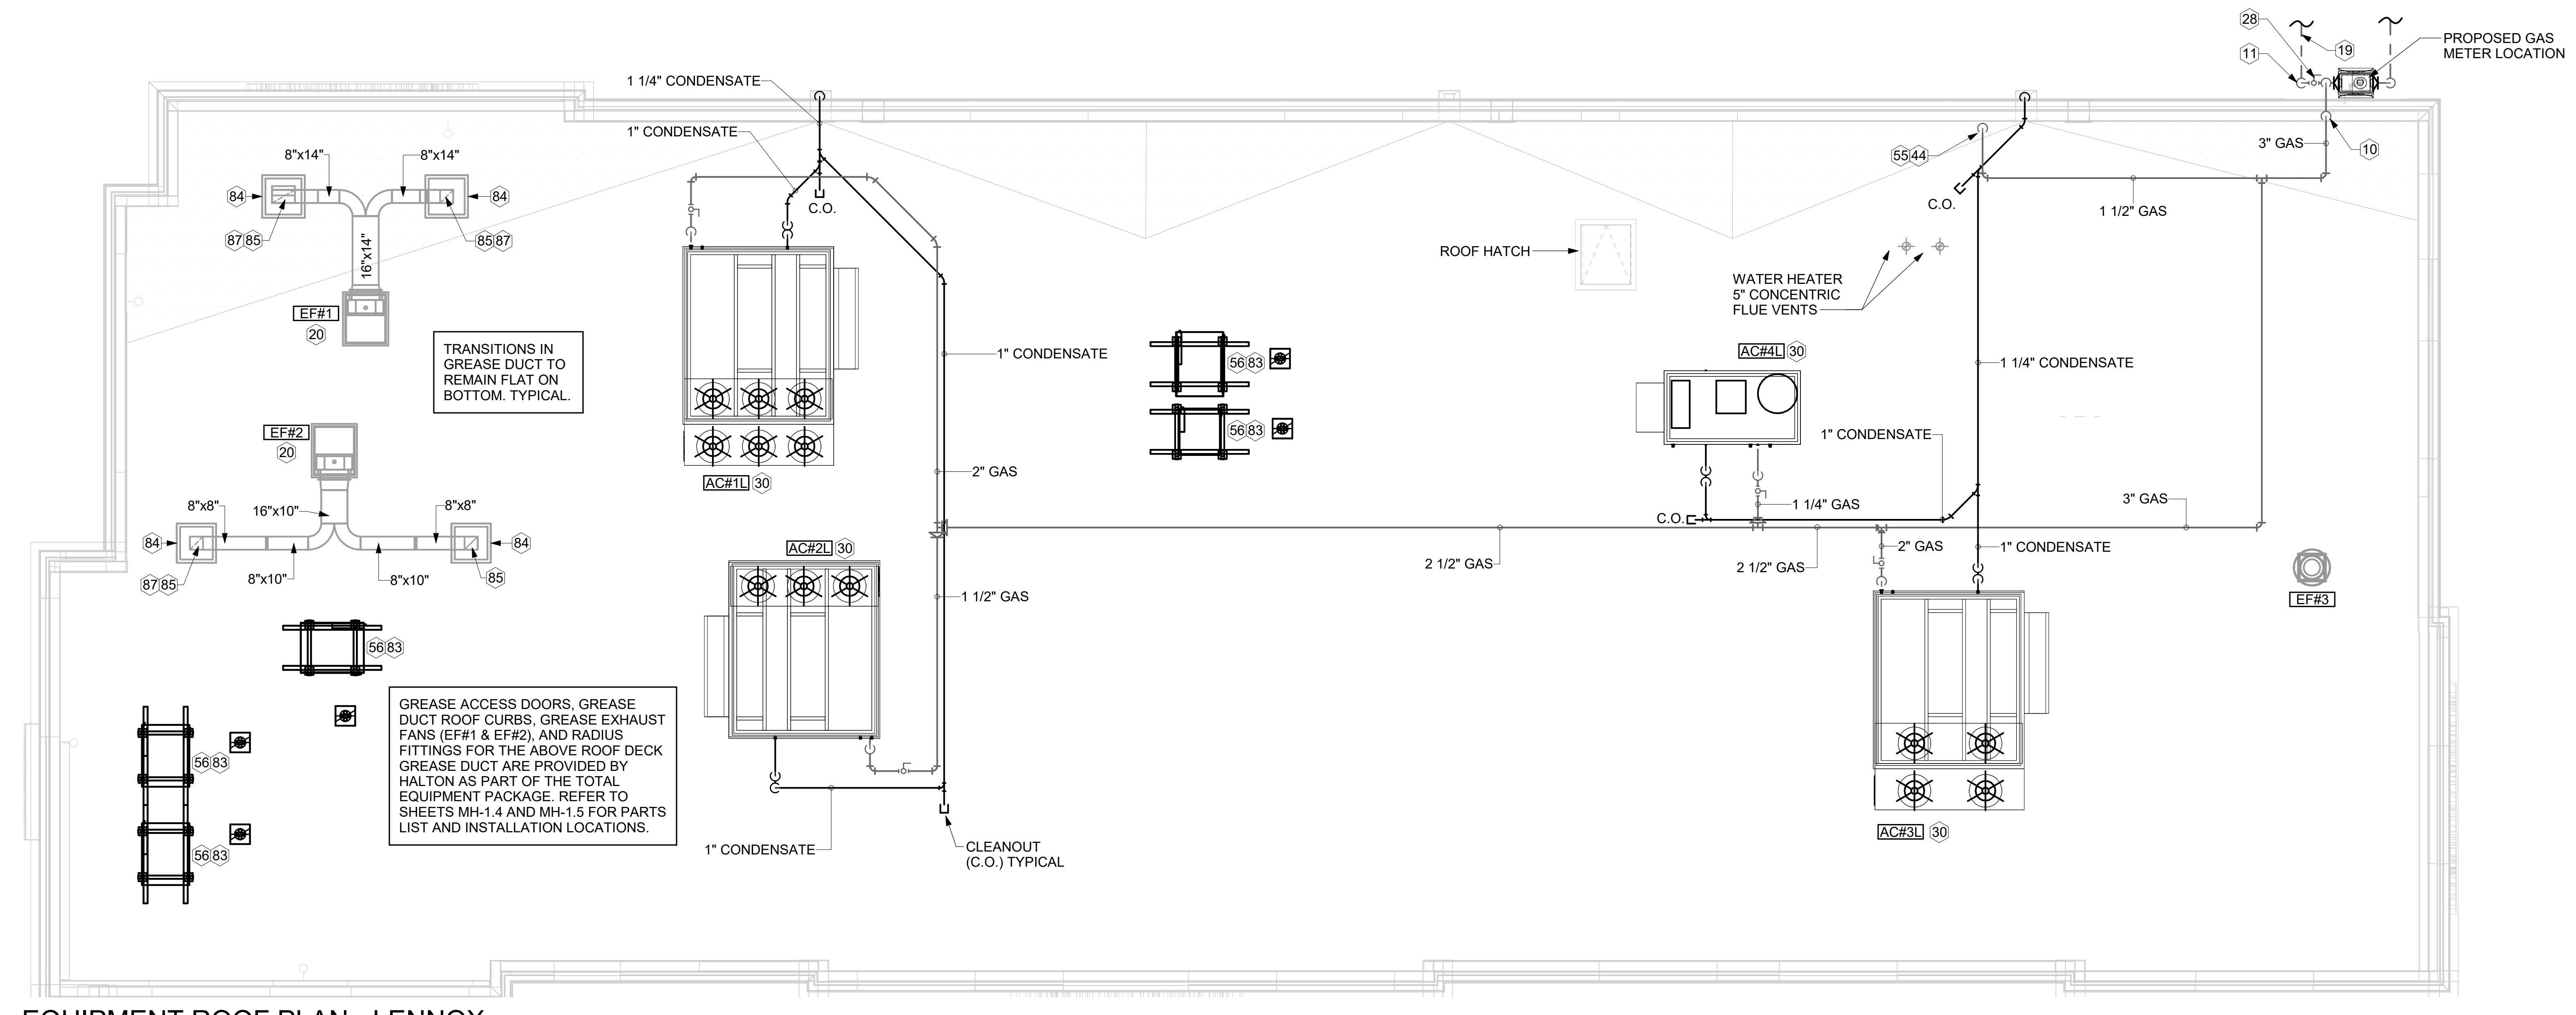 28
19
11
PROPOSED GAS
METER LOCATION
1 1/4" CONDENSATE
1" CONDENSATE
3" GAS
10
8"x14"
8"x14"
55 44
84
84
C.O.
C.O.
1 1/2" GAS
87 85
85 87
16"x14"
ROOF HATCH
WATER HEATER
5" CONCENTRIC
FLUE VENTS
EF#1
20
TRANSITIONS IN
GREASE DUCT TO
REMAIN FLAT ON
BOTTOM. TYPICAL.
1" CONDENSATE
56 83
AC#4L 30
1 1/4" CONDENSATE
EF#2
20
56 83
1" CONDENSATE
2" GAS
AC#1L 30
8"x8"
16"x10"
8"x8"
1 1/4" GAS
3" GAS
C.O.
84
84
AC#2L 30
2" GAS
1" CONDENSATE
2 1/2" GAS
2 1/2" GAS
87 85
8"x10"
8"x10"
85
1 1/2" GAS
EF#3
56 83
GREASE ACCESS DOORS, GREASE
DUCT ROOF CURBS, GREASE EXHAUST
FANS (EF#1 & EF#2), AND RADIUS
FITTINGS FOR THE ABOVE ROOF DECK
GREASE DUCT ARE PROVIDED BY
HALTON AS PART OF THE TOTAL
EQUIPMENT PACKAGE. REFER TO
SHEETS MH-1.4 AND MH-1.5 FOR PARTS
LIST AND INSTALLATION LOCATIONS.
56 83
56 83
1" CONDENSATE
CLEANOUT
(C.O.) TYPICAL
AC#3L 30
EQUIPMENT ROOF PLAN - LENNOX